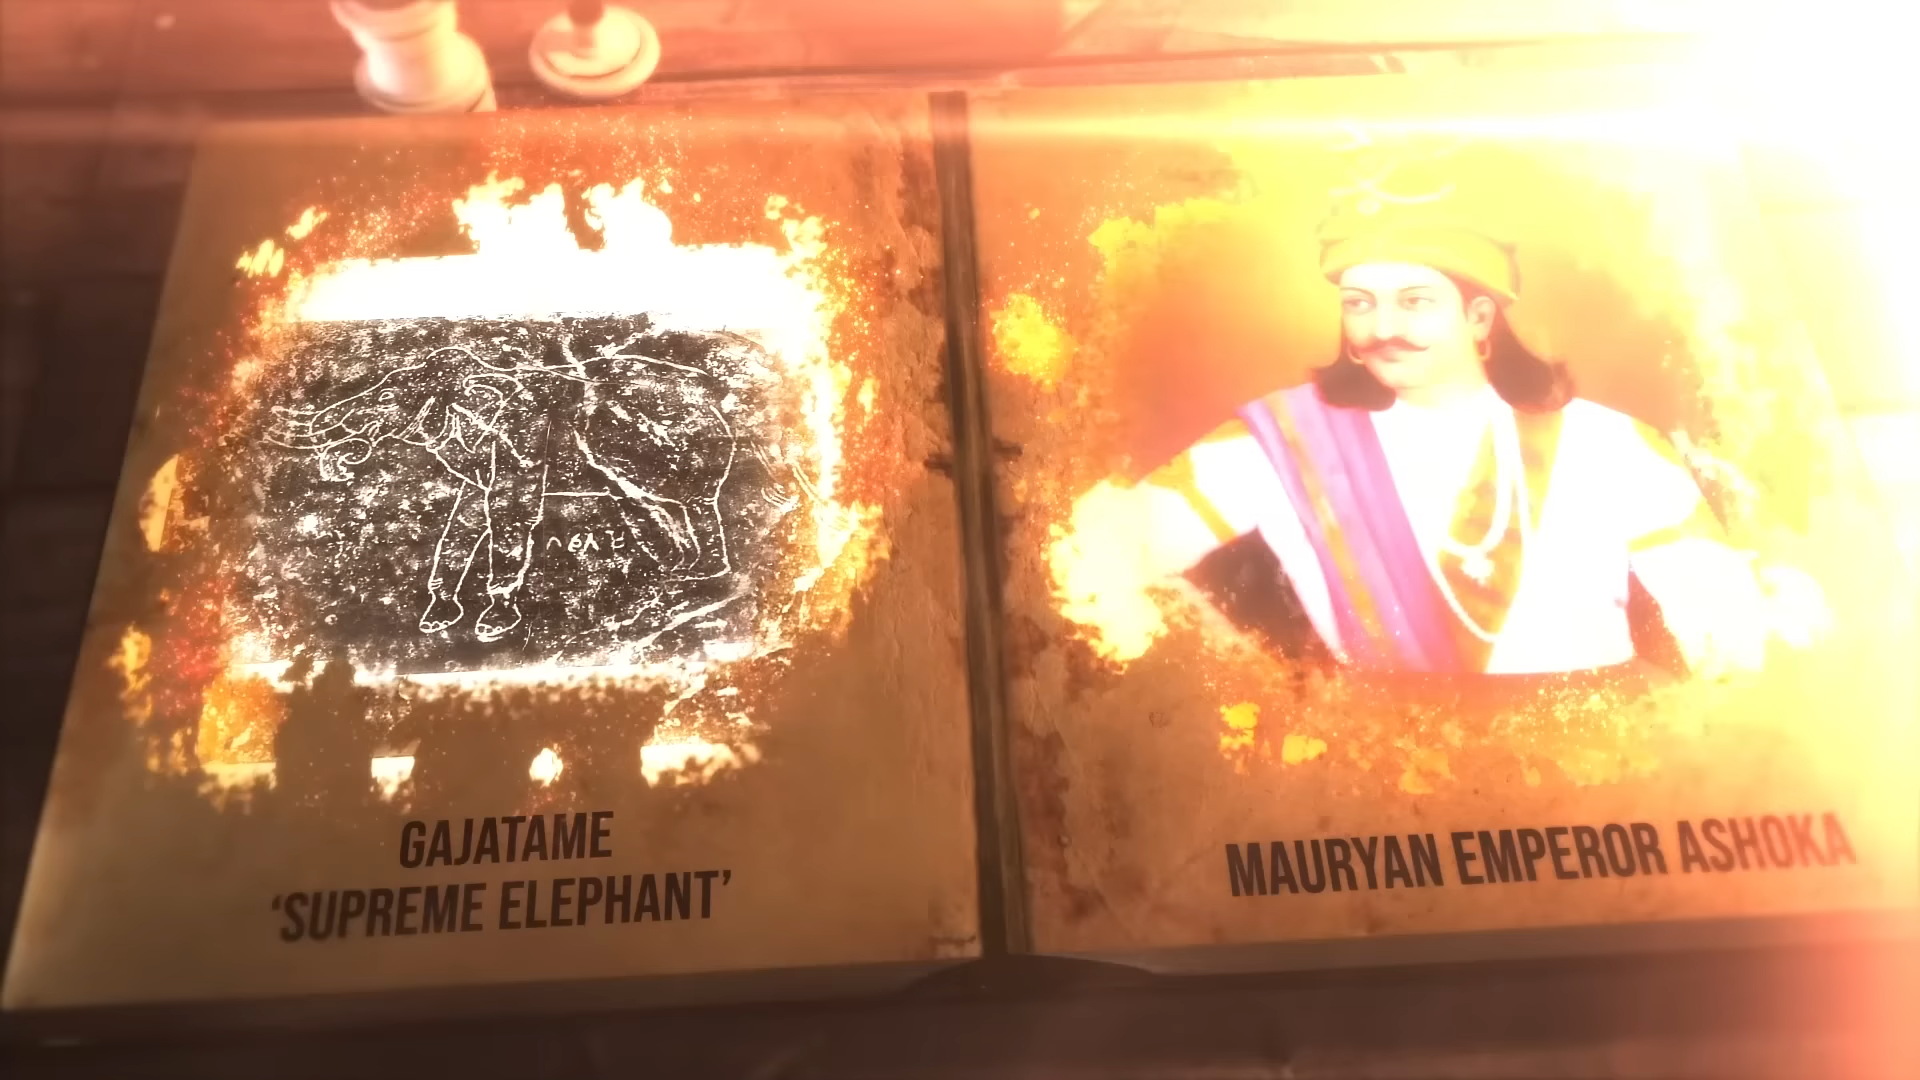 GAJATAME
‘SUPREME ELEPHANT’
MAURYAN EMPEROR ASHOKA